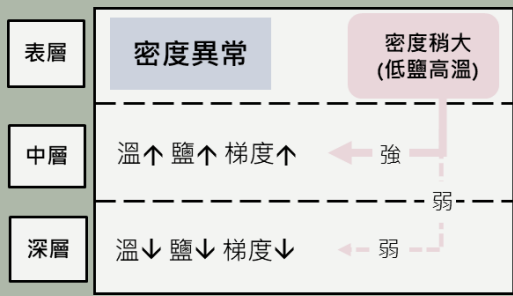 表層
密度異常
密度稍大
(低鹽高溫)
中層
溫↑ 鹽↑ 梯度↑
強
弱
深層
溫↓ 鹽↓ 梯度↓
弱